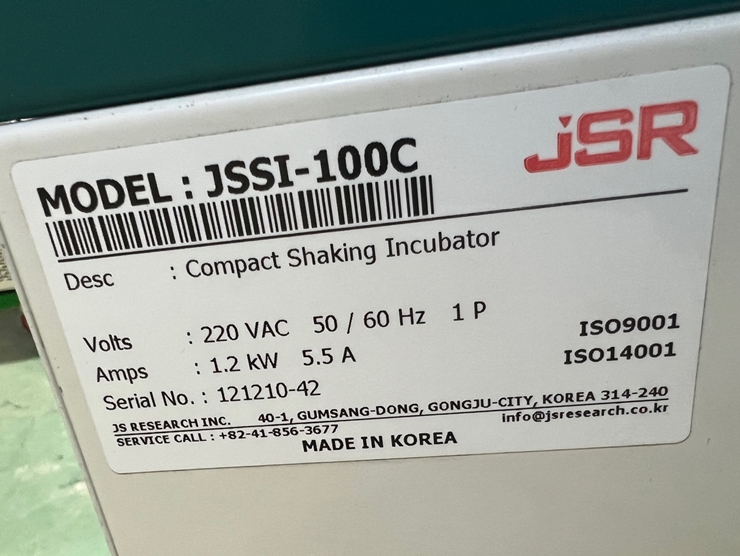 JSR
MODEL : JSSI-100C
Desc : Compact Shaking Incubator
Volts : 220 VAC 50 / 60 Hz 1 P
Amps : 1.2 kW 5.5 A
Serial No. : 121210-42
ISO9001
ISO14001
JS RESEARCH INC. 40-1, GUMSANG-DONG, GONGJU-CITY, KOREA 314-240
SERVICE CALL : +82-41-856-3677 info@jsresearch.co.kr
MADE IN KOREA